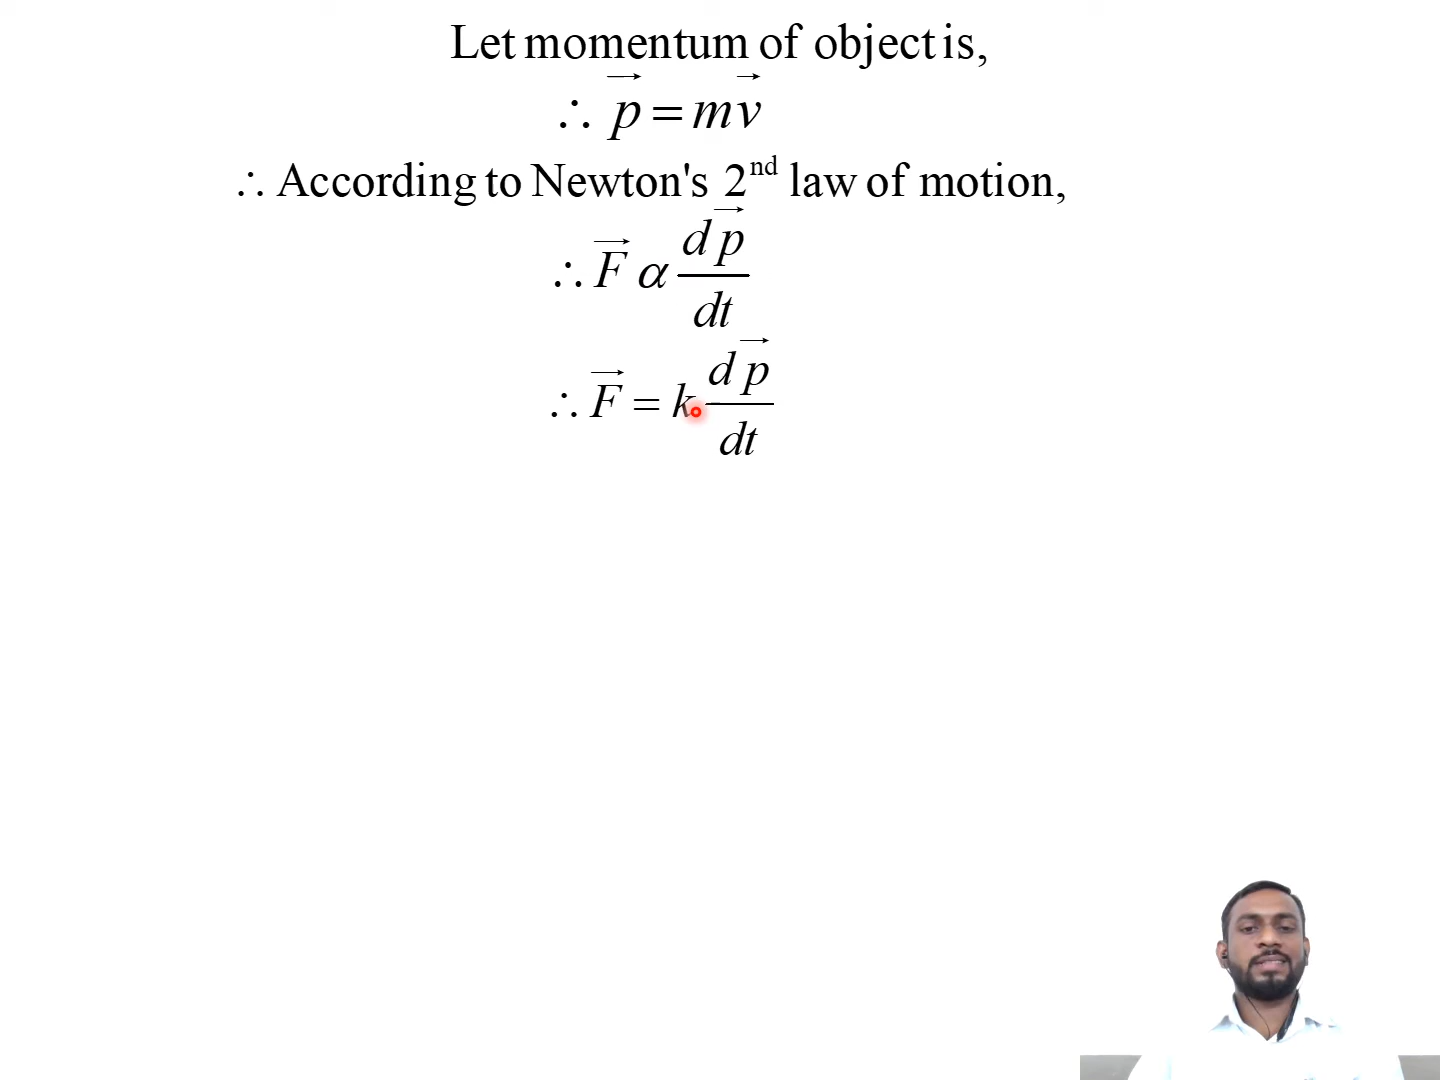 Let momentum of object is,
∴ p⃗ = mv⃗
∴ According to Newton's 2ⁿᵈ law of motion,
∴ F⃗ α dp⃗/dt
∴ F⃗ = k dp⃗/dt